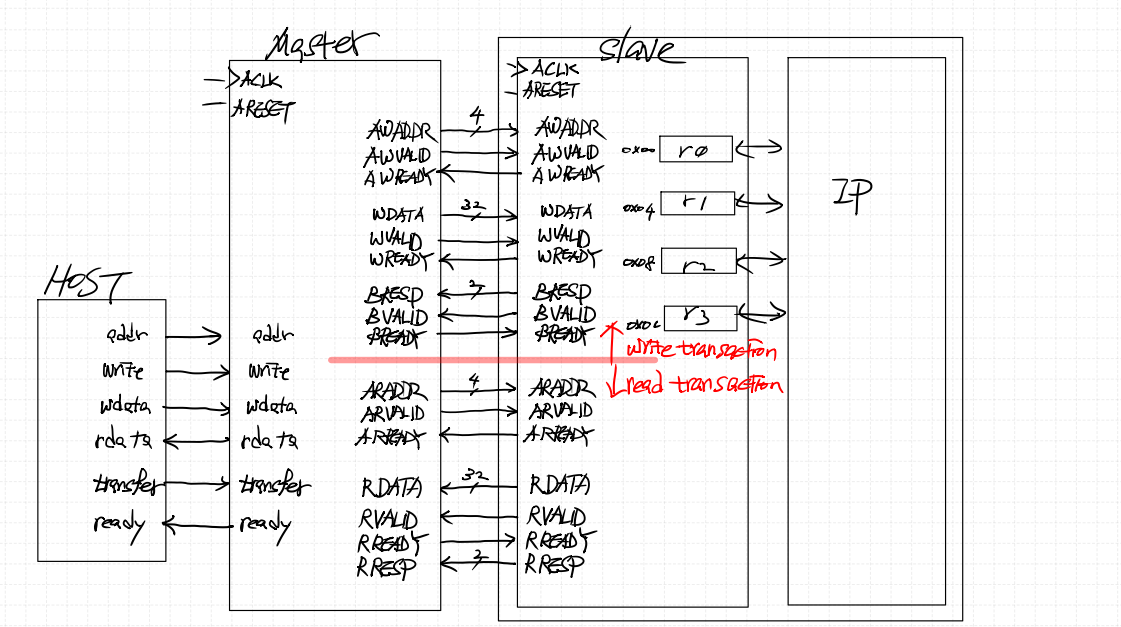 Master
ACLK
ARESET
AWADDR
AWVALID
AWREADY
WDATA
WVALID
WREADY
BRESP
BVALID
BREADY
ARADDR
ARVALID
ARREADY
RDATA
RVALID
RREADY
RRESP
4
32
2
4
32
2
HOST
addr
write
wdata
rdata
transfer
ready
addr
write
wdata
rdata
transfer
ready
slave
ACLK
ARESET
AWADDR
AWVALID
AWREADY
WDATA
WVALID
WREADY
BRESP
BVALID
BREADY
write transaction
read transaction
ARADDR
ARVALID
ARREADY
RDATA
RVALID
RREADY
RRESP
0x00 r0
0x04 r1
0x08 r2
0x0c r3
IP